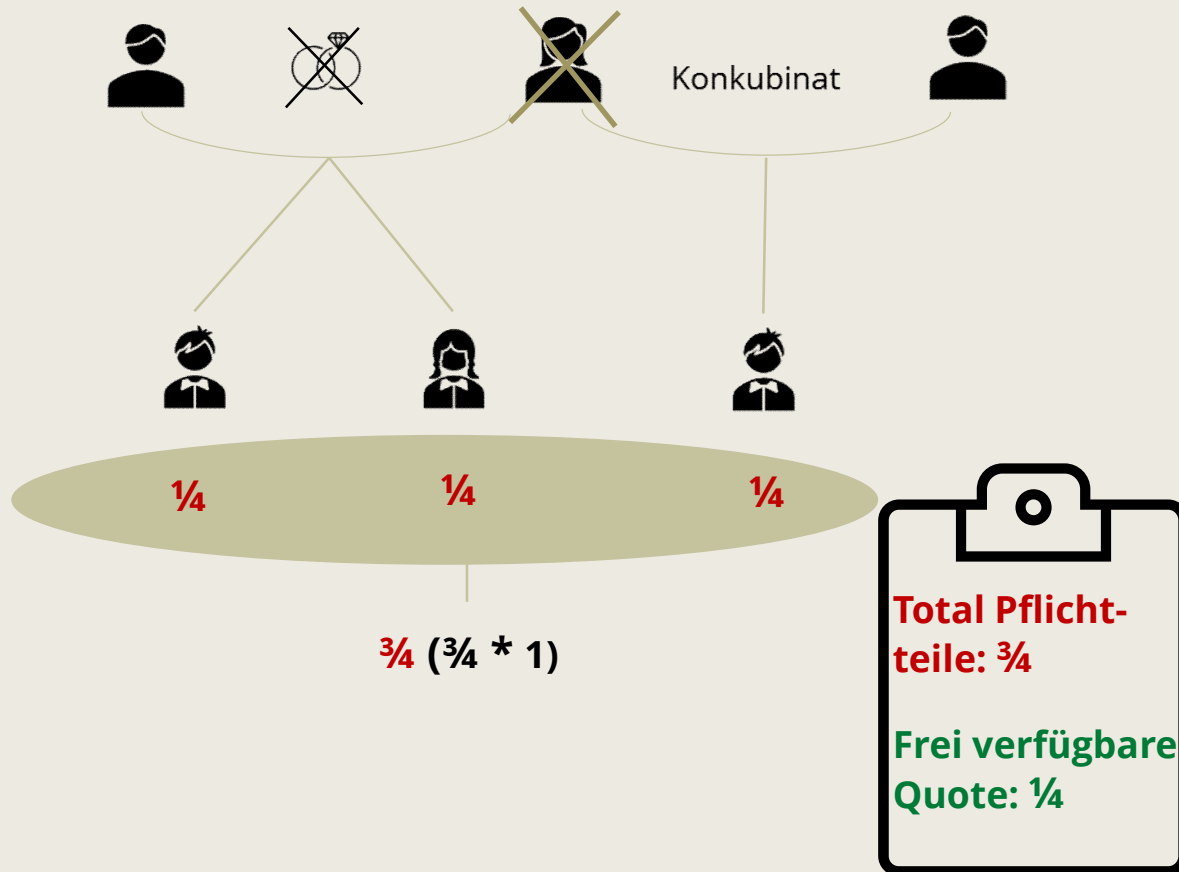 Konkubinat
¼ ¼ ¼
¾ (¾ * 1)
Total Pflicht-
teile: ¾
Frei verfügbare
Quote: ¼